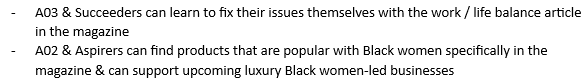 - A03 & Succeeders can learn to fix their issues themselves with the work / life balance article
in the magazine
- A02 & Aspirers can find products that are popular with Black women specifically in the
magazine & can support upcoming luxury Black women-led businesses